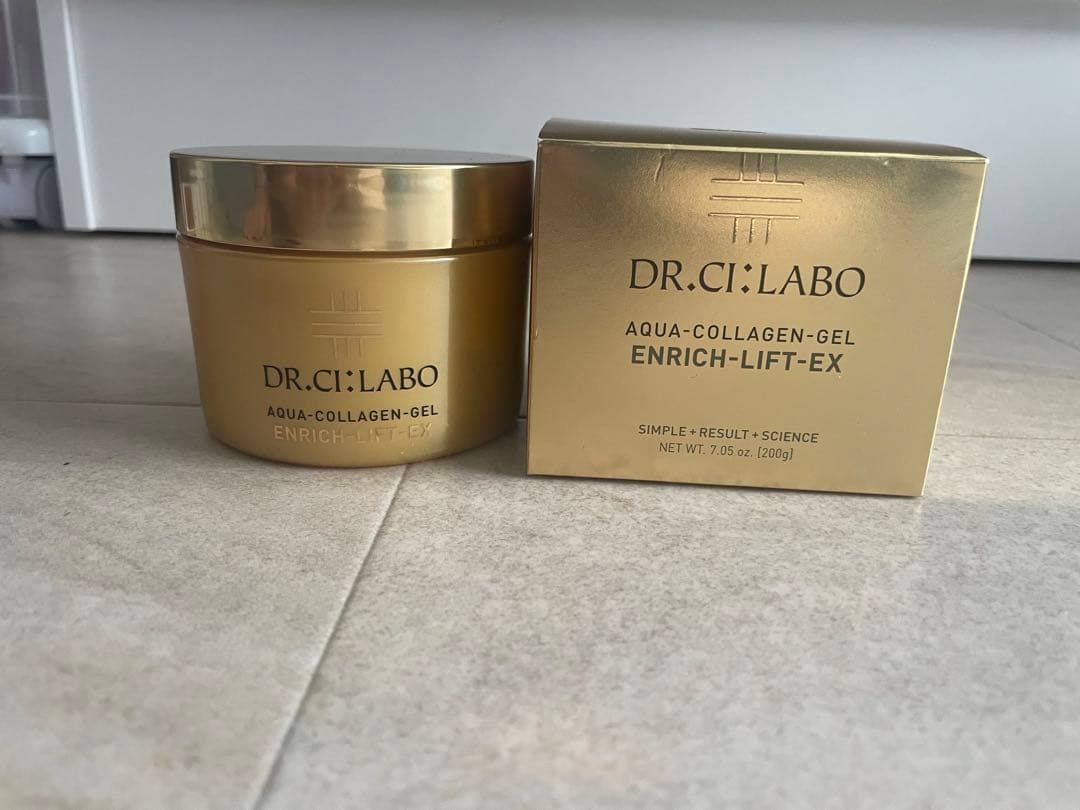 DR.CI:LABO
AQUA-COLLAGEN-GEL
ENRICH-LIFT-EX
DR.CI:LABO
AQUA-COLLAGEN-GEL
ENRICH-LIFT-EX
SIMPLE+RESULT+SCIENCE
NET WT. 7.05 oz. [200g]